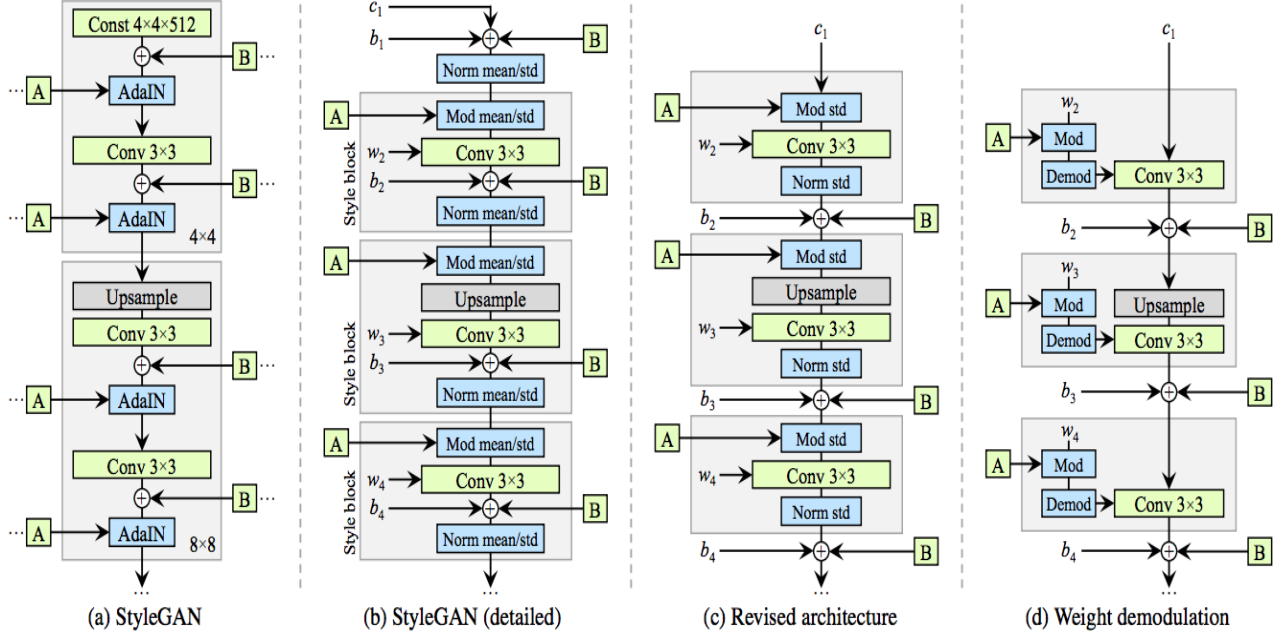 Const 4×4×512
+
B ...
... A
AdaIN
Conv 3×3
+
B ...
... A
AdaIN
4×4
Upsample
Conv 3×3
+
B ...
... A
AdaIN
Conv 3×3
+
B ...
... A
AdaIN
8×8
...
(a) StyleGAN
c1
b1
+
B
Norm mean/std
Style block
A
Mod mean/std
w2
Conv 3×3
b2
+
B
Norm mean/std
Style block
A
Mod mean/std
Upsample
w3
Conv 3×3
b3
+
B
Norm mean/std
Style block
A
Mod mean/std
w4
Conv 3×3
b4
+
B
Norm mean/std
...
(b) StyleGAN (detailed)
c1
A
Mod std
w2
Conv 3×3
Norm std
b2
+
B
A
Mod std
Upsample
w3
Conv 3×3
Norm std
b3
+
B
A
Mod std
w4
Conv 3×3
Norm std
b4
+
B
...
(c) Revised architecture
c1
w2
A
Mod
Demod
Conv 3×3
b2
+
B
w3
A
Mod
Upsample
Demod
Conv 3×3
b3
+
B
w4
A
Mod
Demod
Conv 3×3
b4
+
B
...
(d) Weight demodulation